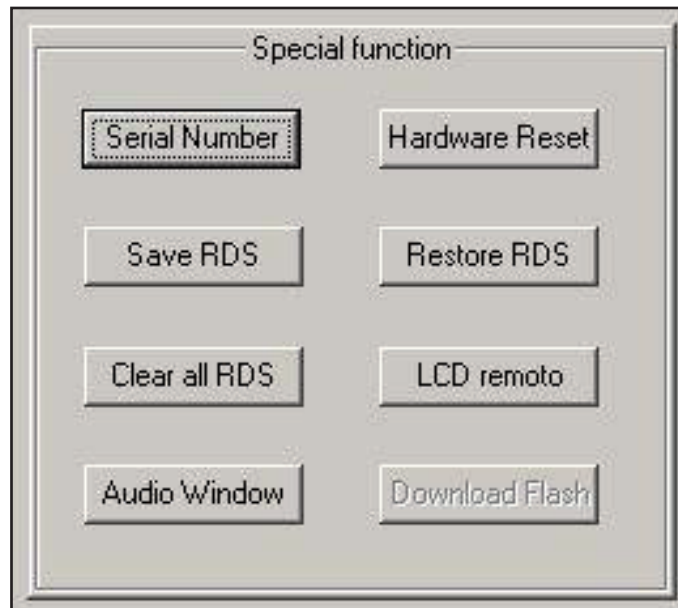 Special function
Serial Number
Hardware Reset
Save RDS
Restore RDS
Clear all RDS
LCD remoto
Audio Window
Download Flash